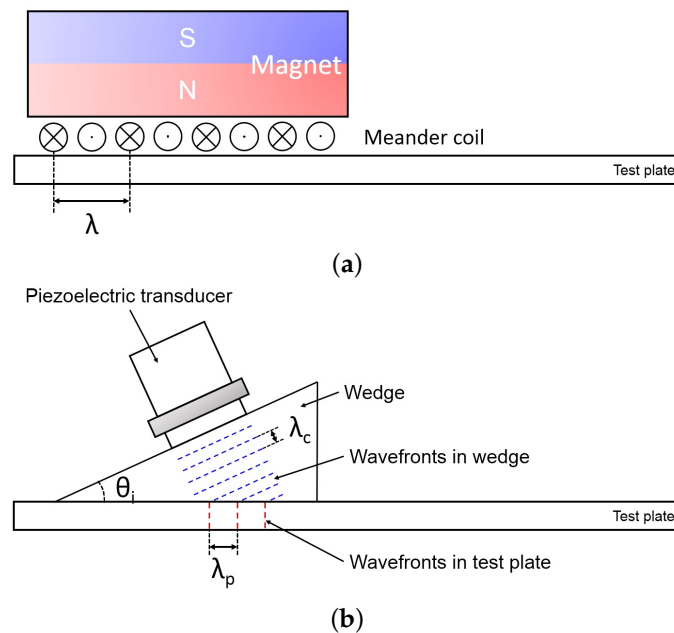 S
Magnet
N
Meander coil
Test plate
λ
(a)
Piezoelectric transducer
Wedge
λc
Wavefronts in wedge
θi
Test plate
Wavefronts in test plate
λp
(b)